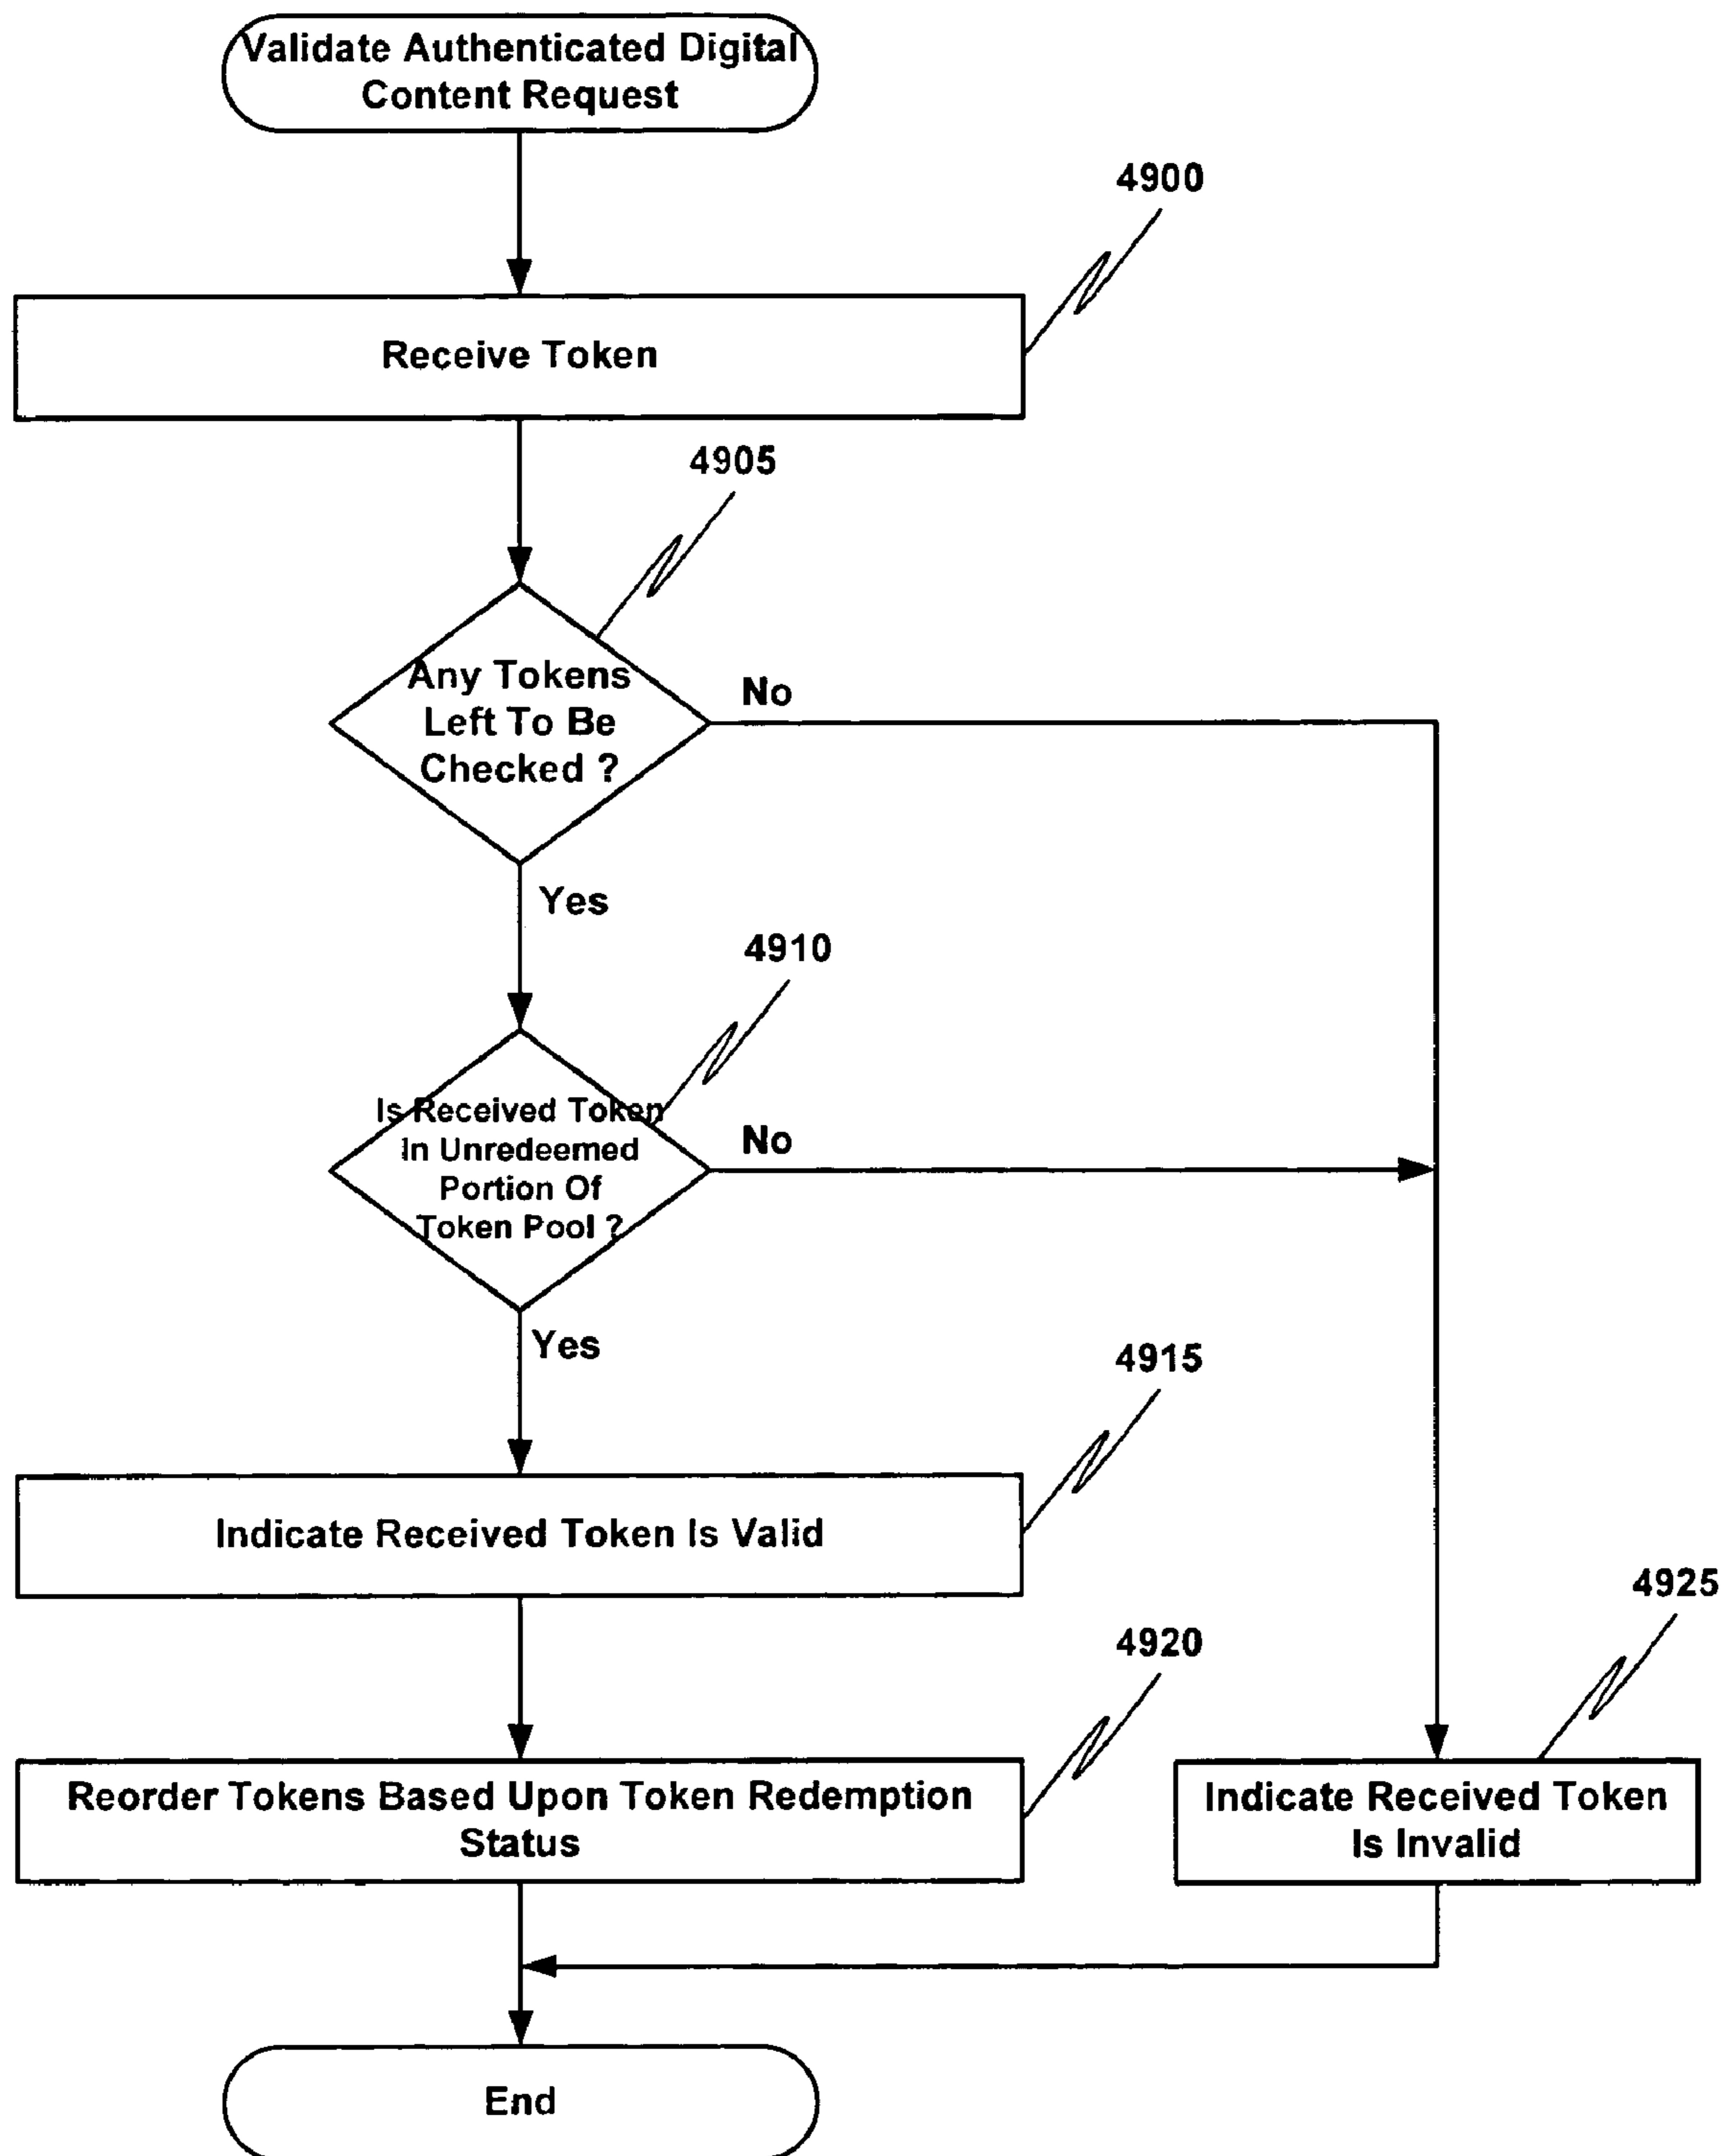 Validate Authenticated Digital
Content Request
4900
Receive Token
4905
Any Tokens
Left To Be
Checked ?
No
Yes
4910
Is Received Token
In Unredeemed
Portion Of
Token Pool ?
No
Yes
4915
Indicate Received Token Is Valid
4925
4920
Reorder Tokens Based Upon Token Redemption
Status
Indicate Received Token
Is Invalid
End